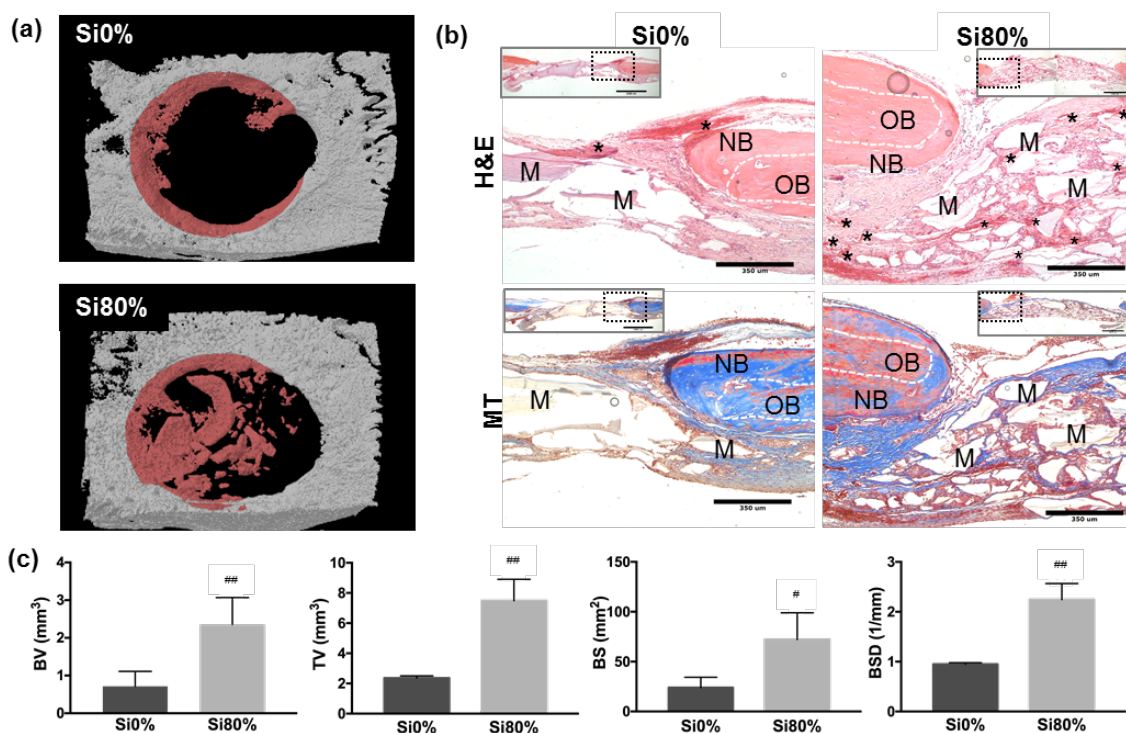 (a)
Si0%
Si80%
(b)
Si0%
Si80%
H&E
*
*
NB
M
M
OB
350 um
OB
NB
M
*
*
*
M
*
M
*
*
*
*
*
*
*
*
350 um
MT
NB
M
OB
M
350 um
OB
NB
M
M
M
350 um
(c)
BV (mm³)
4
3
2
1
0
##
Si0% Si80%
TV (mm³)
10
8
6
4
2
0
##
Si0% Si80%
BS (mm²)
150
100
50
0
#
Si0% Si80%
BSD (1/mm)
3
2
1
0
##
Si0% Si80%